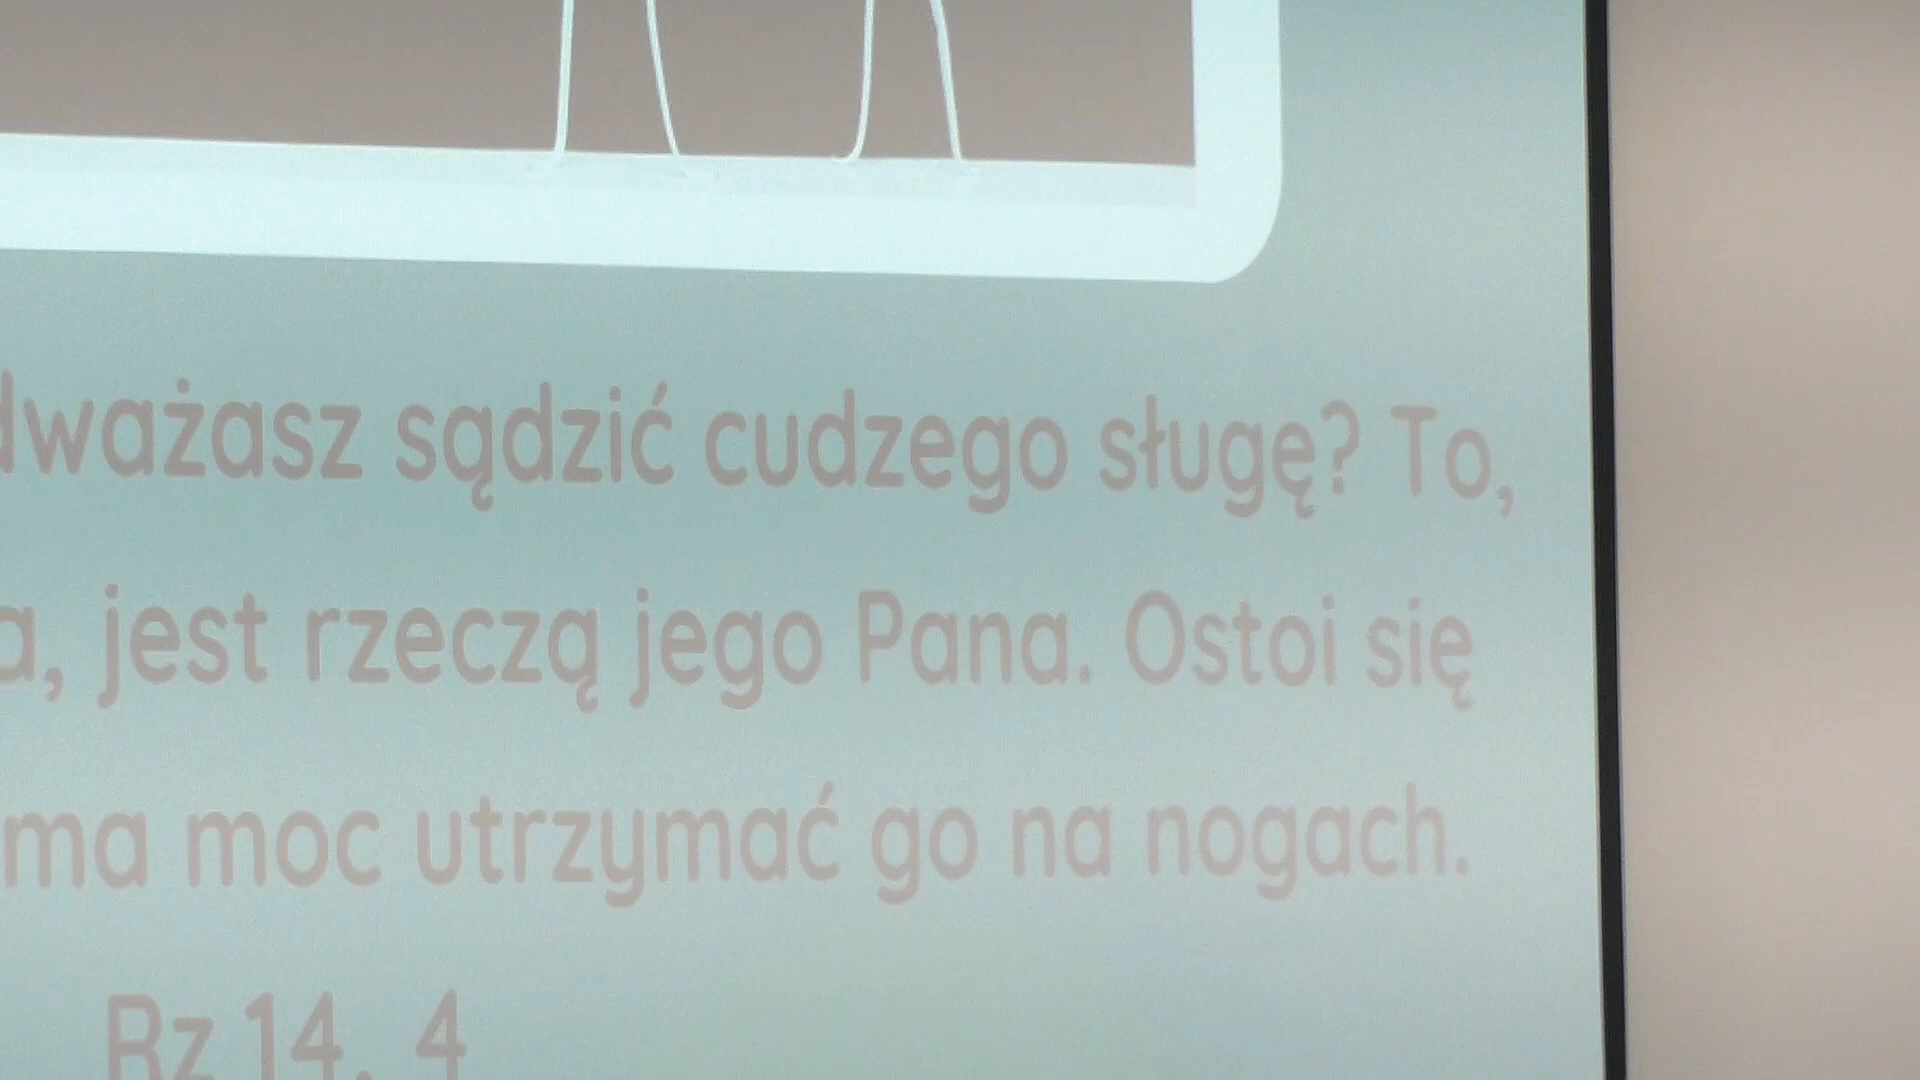 dważasz sądzić cudzego sługę? To,
a, jest rzeczą jego Pana. Ostoi się
ma moc utrzymać go na nogach.
Rz 14, 4